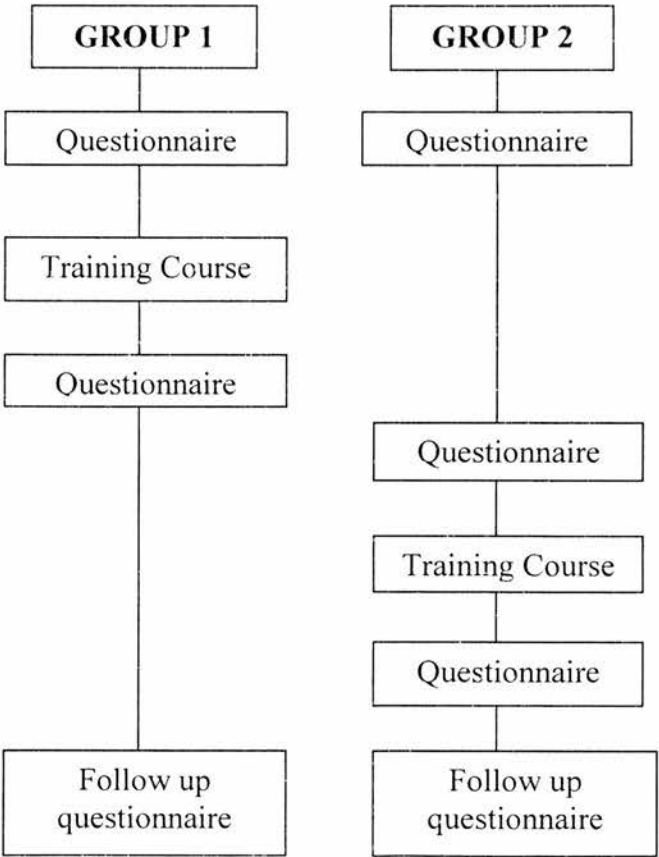 GROUP 1
Questionnaire
Training Course
Questionnaire
Follow up
questionnaire
GROUP 2
Questionnaire
Questionnaire
Training Course
Questionnaire
Follow up
questionnaire